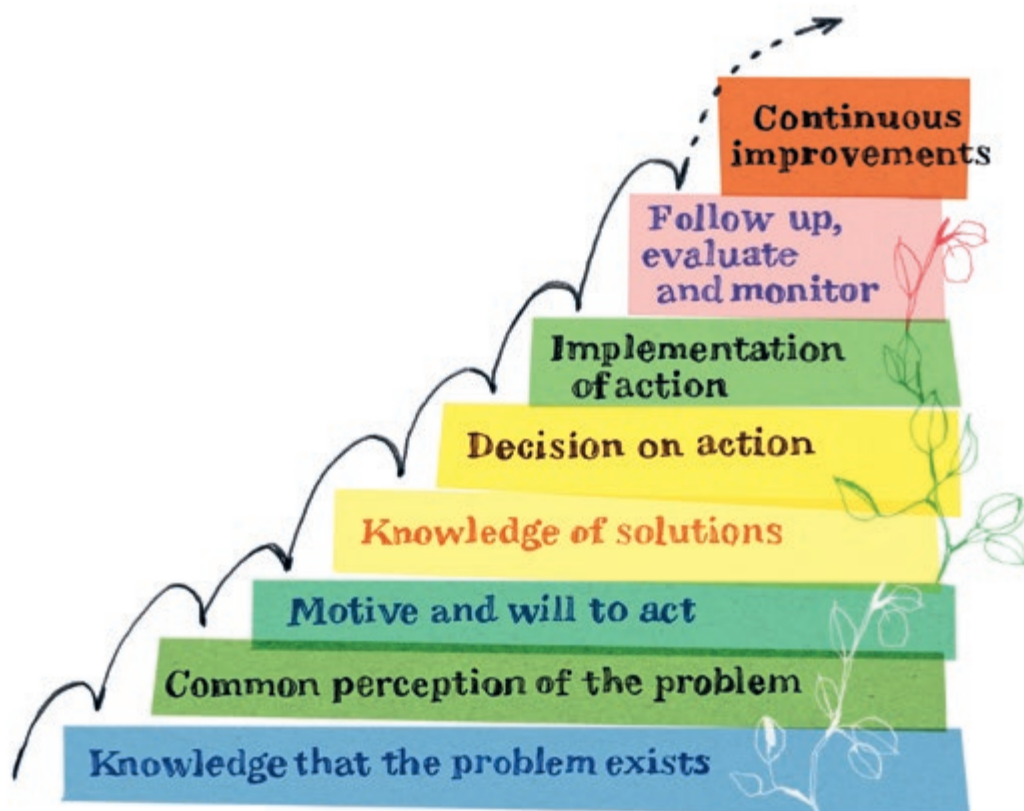 Continuous
improvements
Follow up,
evaluate
and monitor
Implementation
of action
Decision on action
Knowledge of solutions
Motive and will to act
Common perception of the problem
Knowledge that the problem exists